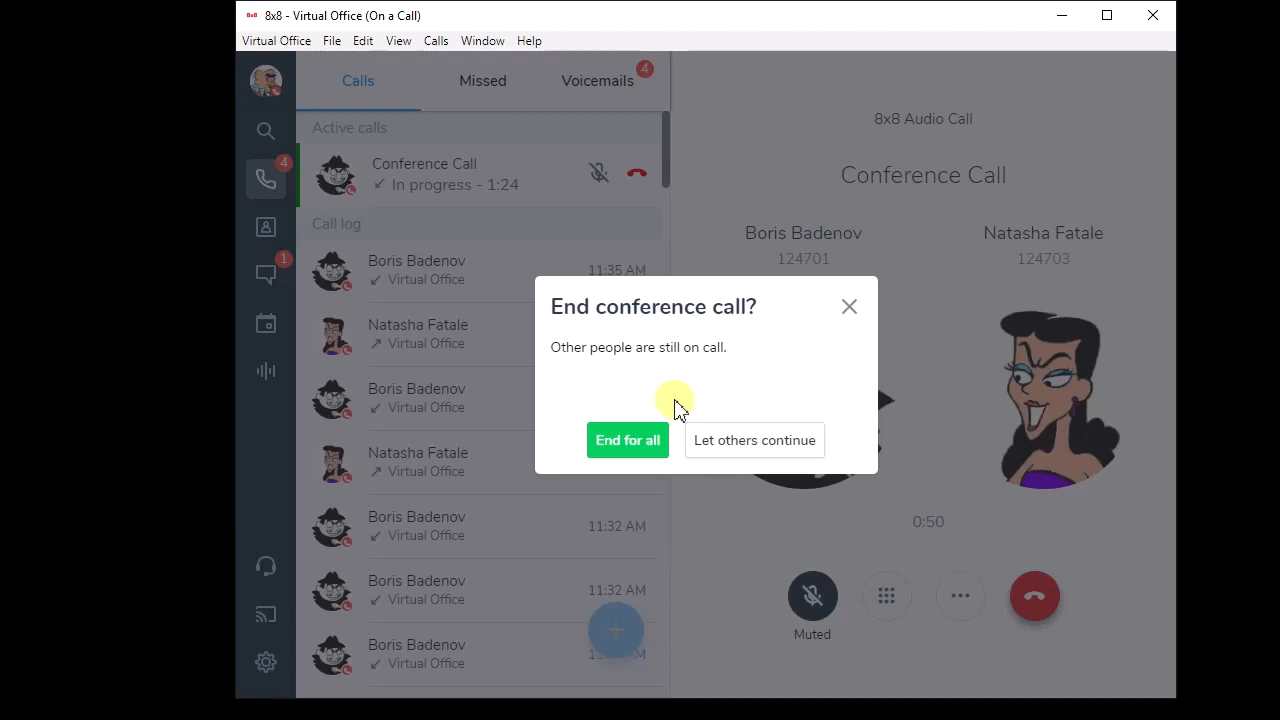 8x8 - Virtual Office (On a Call)
Virtual Office File Edit View Calls Window Help
Calls Missed Voicemails 4
4
1
Active calls
Conference Call
In progress - 1:24
Call log
Boris Badenov
Virtual Office
11:35 AM
Natasha Fatale
Virtual Office
Boris Badenov
Virtual Office
Natasha Fatale
Virtual Office
Boris Badenov
Virtual Office
11:32 AM
Boris Badenov
Virtual Office
11:32 AM
Boris Badenov
Virtual Office
8x8 Audio Call
Conference Call
Boris Badenov
124701
Natasha Fatale
124703
0:50
Muted
End conference call?
Other people are still on call.
End for all
Let others continue